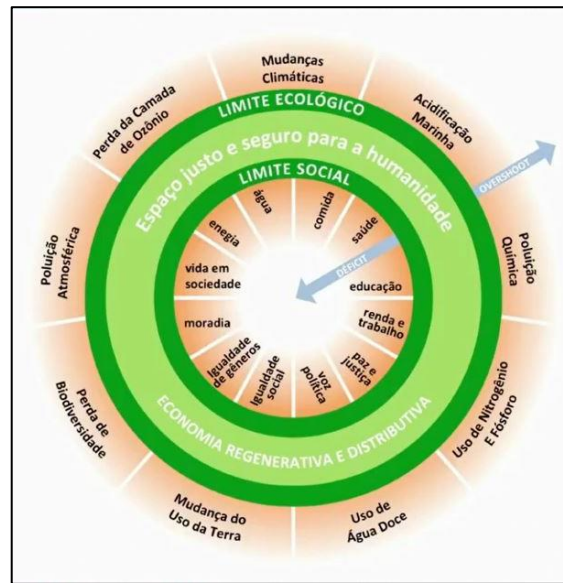 Mudanças
Climáticas
Acidificação
Marinha
OVERSHOOT
Poluição
Química
Uso de Nitrogênio
E Fósforo
Uso de
Água Doce
Mudança do
Uso da Terra
Perda de
Biodiversidade
Poluição
Atmosférica
Perda da Camada
de Ozônio
LIMITE ECOLÓGICO
Espaço justo e seguro para a humanidade
LIMITE SOCIAL
água
comida
saúde
DÉFICIT
educação
renda e
trabalho
paz e
justiça
voz
política
Igualdade
social
Igualdade
de gêneros
moradia
vida em
sociedade
enegia
ECONOMIA REGENERATIVA E DISTRIBUTIVA